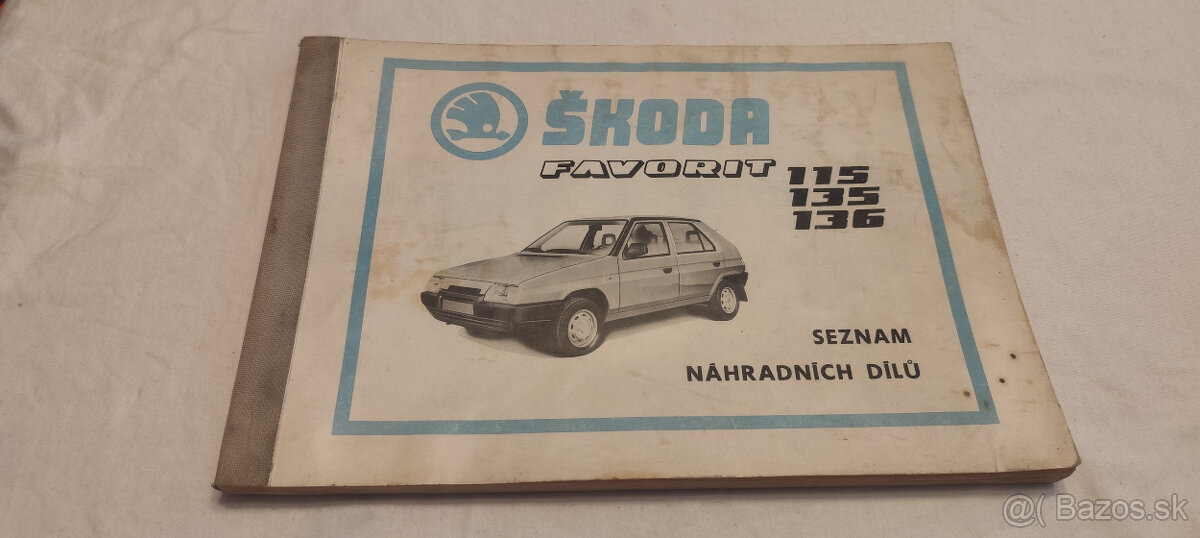 ŠKODA
FAVORIT 115
135
136
SEZNAM
NÁHRADNÍCH DÍLŮ
@( Bazos.sk